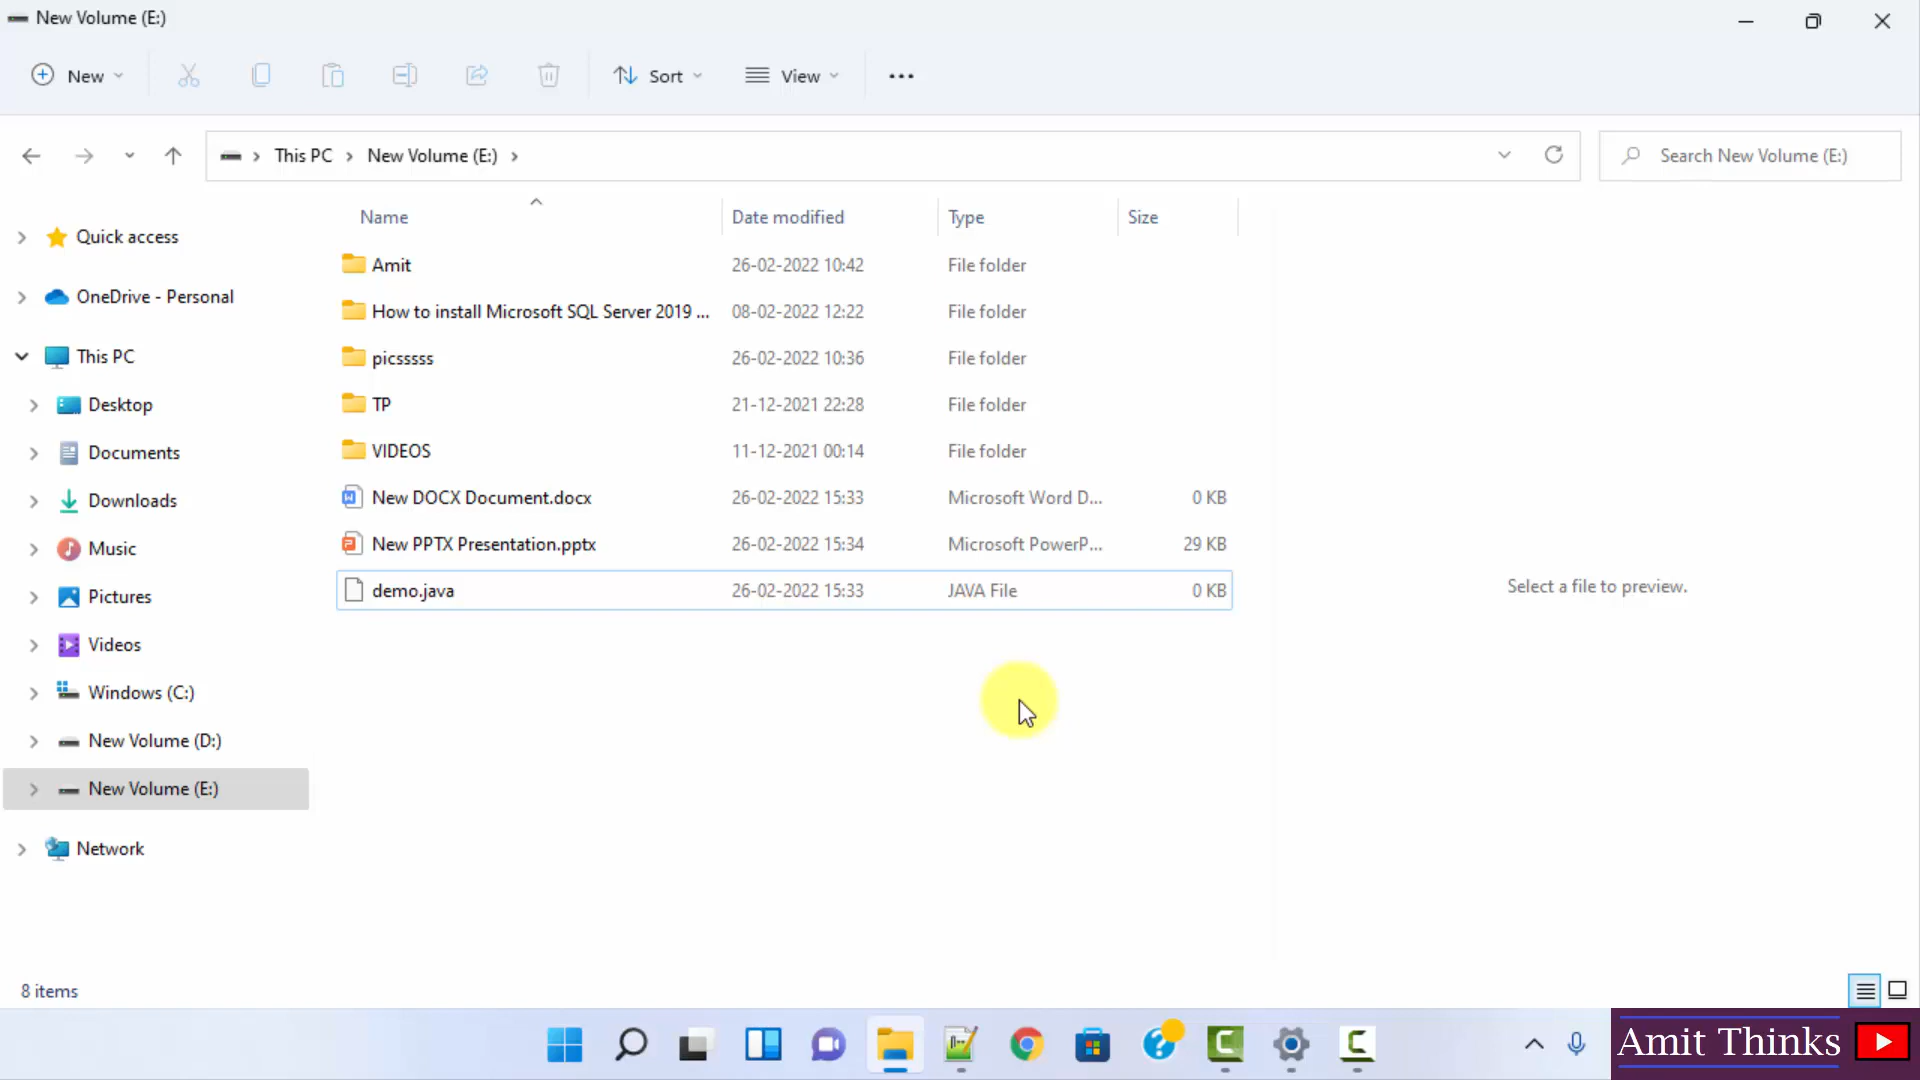 New Volume (E:)
New
Sort
View
This PC
New Volume (E:)
Search New Volume (E:)
Name
Date modified
Type
Size
Quick access
OneDrive - Personal
This PC
Desktop
Documents
Downloads
Music
Pictures
Videos
Windows (C:)
New Volume (D:)
New Volume (E:)
Network
Amit 26-02-2022 10:42 File folder
How to install Microsoft SQL Server 2019 ... 08-02-2022 12:22 File folder
picsssss 26-02-2022 10:36 File folder
TP 21-12-2021 22:28 File folder
VIDEOS 11-12-2021 00:14 File folder
New DOCX Document.docx 26-02-2022 15:33 Microsoft Word D... 0 KB
New PPTX Presentation.pptx 26-02-2022 15:34 Microsoft PowerP... 29 KB
demo.java 26-02-2022 15:33 JAVA File 0 KB
Select a file to preview.
8 items
Amit Thinks